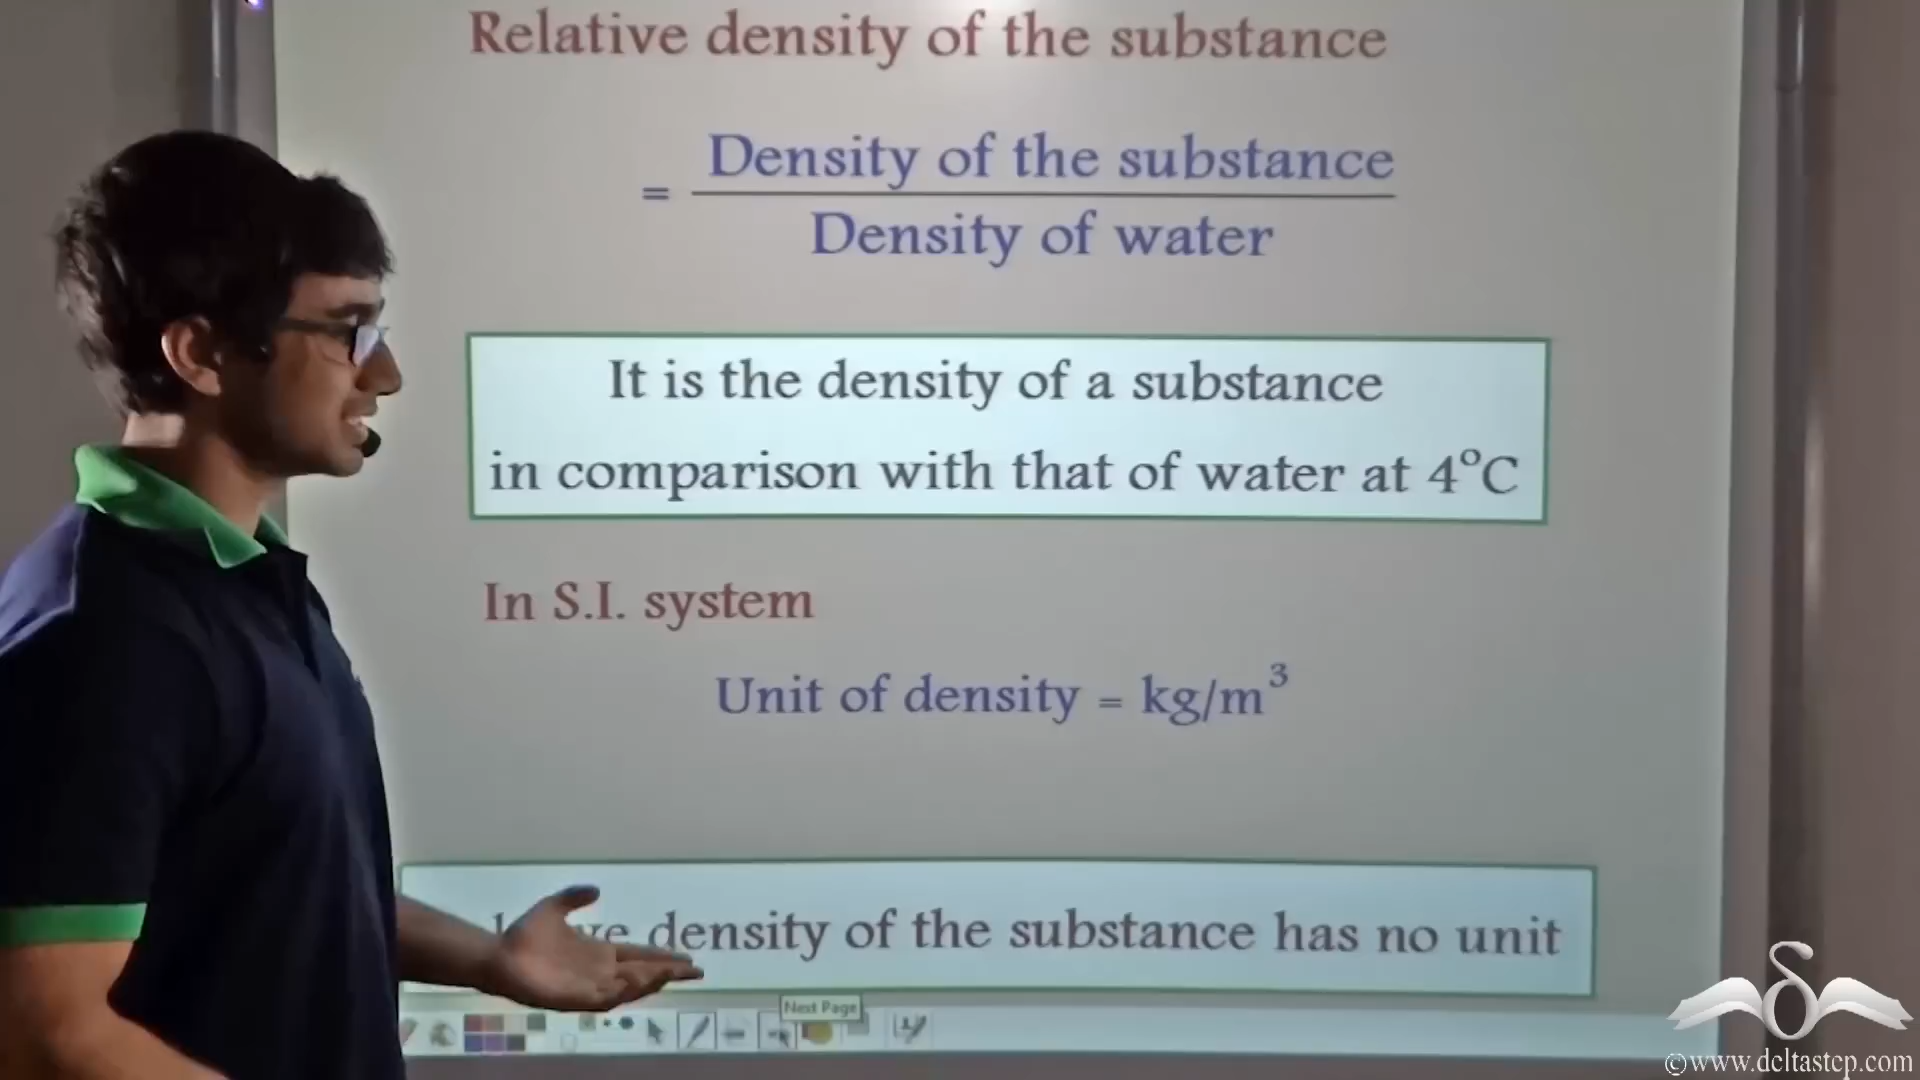 Relative density of the substance
= Density of the substance
Density of water
It is the density of a substance
in comparison with that of water at 4°C
In S.I. system
Unit of density = kg/m³
density of the substance has no unit
Next Page
©www.deltastep.com